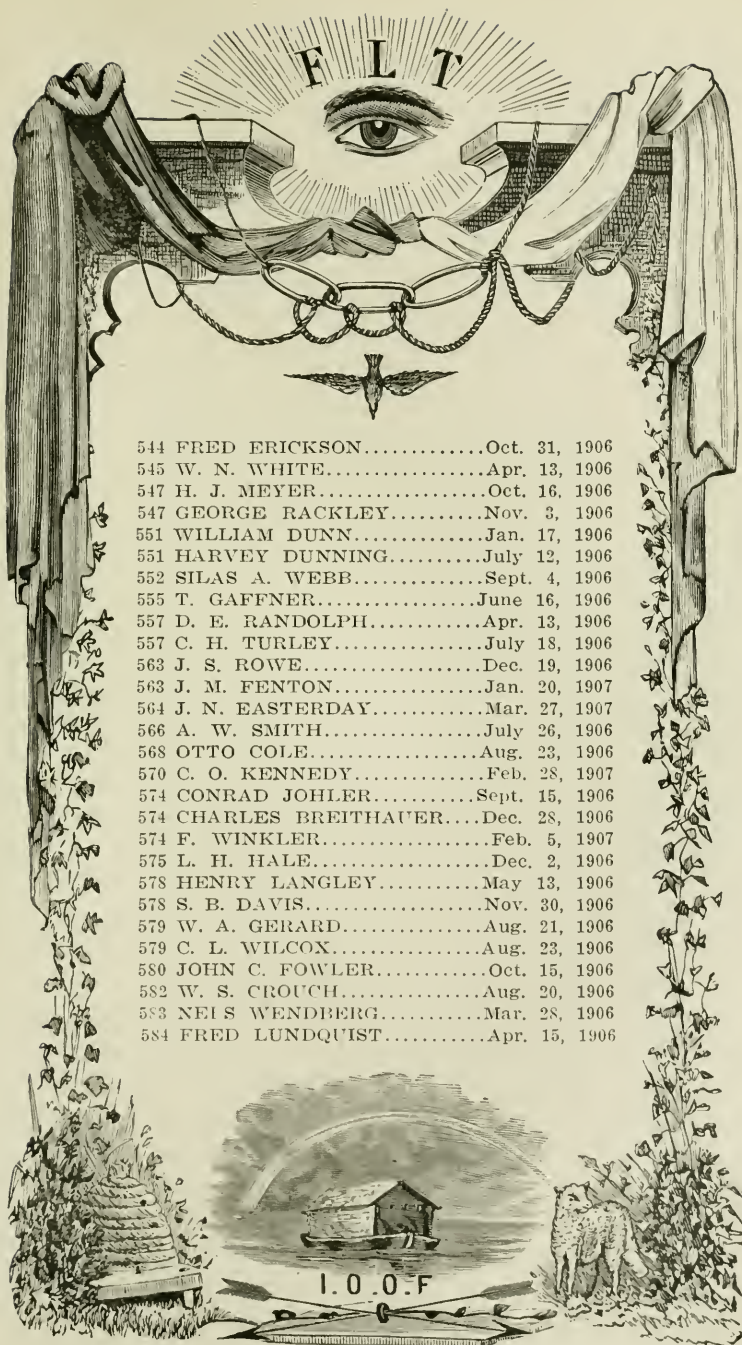 F L T
544 FRED ERICKSON.............Oct. 31, 1906
545 W. N. WHITE................Apr. 13, 1906
547 H. J. MEYER.................Oct. 16, 1906
547 GEORGE RACKLEY..........Nov. 3, 1906
551 WILLIAM DUNN.............Jan. 17, 1906
551 HARVEY DUNNING..........July 12, 1906
552 SILAS A. WEBB.............Sept. 4, 1906
555 T. GAFFNER................June 16, 1906
557 D. E. RANDOLPH............Apr. 13, 1906
557 C. H. TURLEY...............July 18, 1906
563 J. S. ROWE..................Dec. 19, 1906
563 J. M. FENTON...............Jan. 20, 1907
564 J. N. EASTERDAY...........Mar. 27, 1907
566 A. W. SMITH................July 26, 1906
568 OTTO COLE.................Aug. 23, 1906
570 C. O. KENNEDY.............Feb. 28, 1907
574 CONRAD JOHLER...........Sept. 15, 1906
574 CHARLES BREITHAUER....Dec. 28, 1906
574 F. WINKLER.................Feb. 5, 1907
575 L. H. HALE..................Dec. 2, 1906
578 HENRY LANGLEY...........May 13, 1906
578 S. B. DAVIS..................Nov. 30, 1906
579 W. A. GERARD..............Aug. 21, 1906
579 C. L. WILCOX...............Aug. 23, 1906
580 JOHN C. FOWLER...........Oct. 15, 1906
582 W. S. CROUCH..............Aug. 20, 1906
583 NELS WENDBERG..........Mar. 28, 1906
584 FRED LUNDQUIST...........Apr. 15, 1906
I.O.O.F